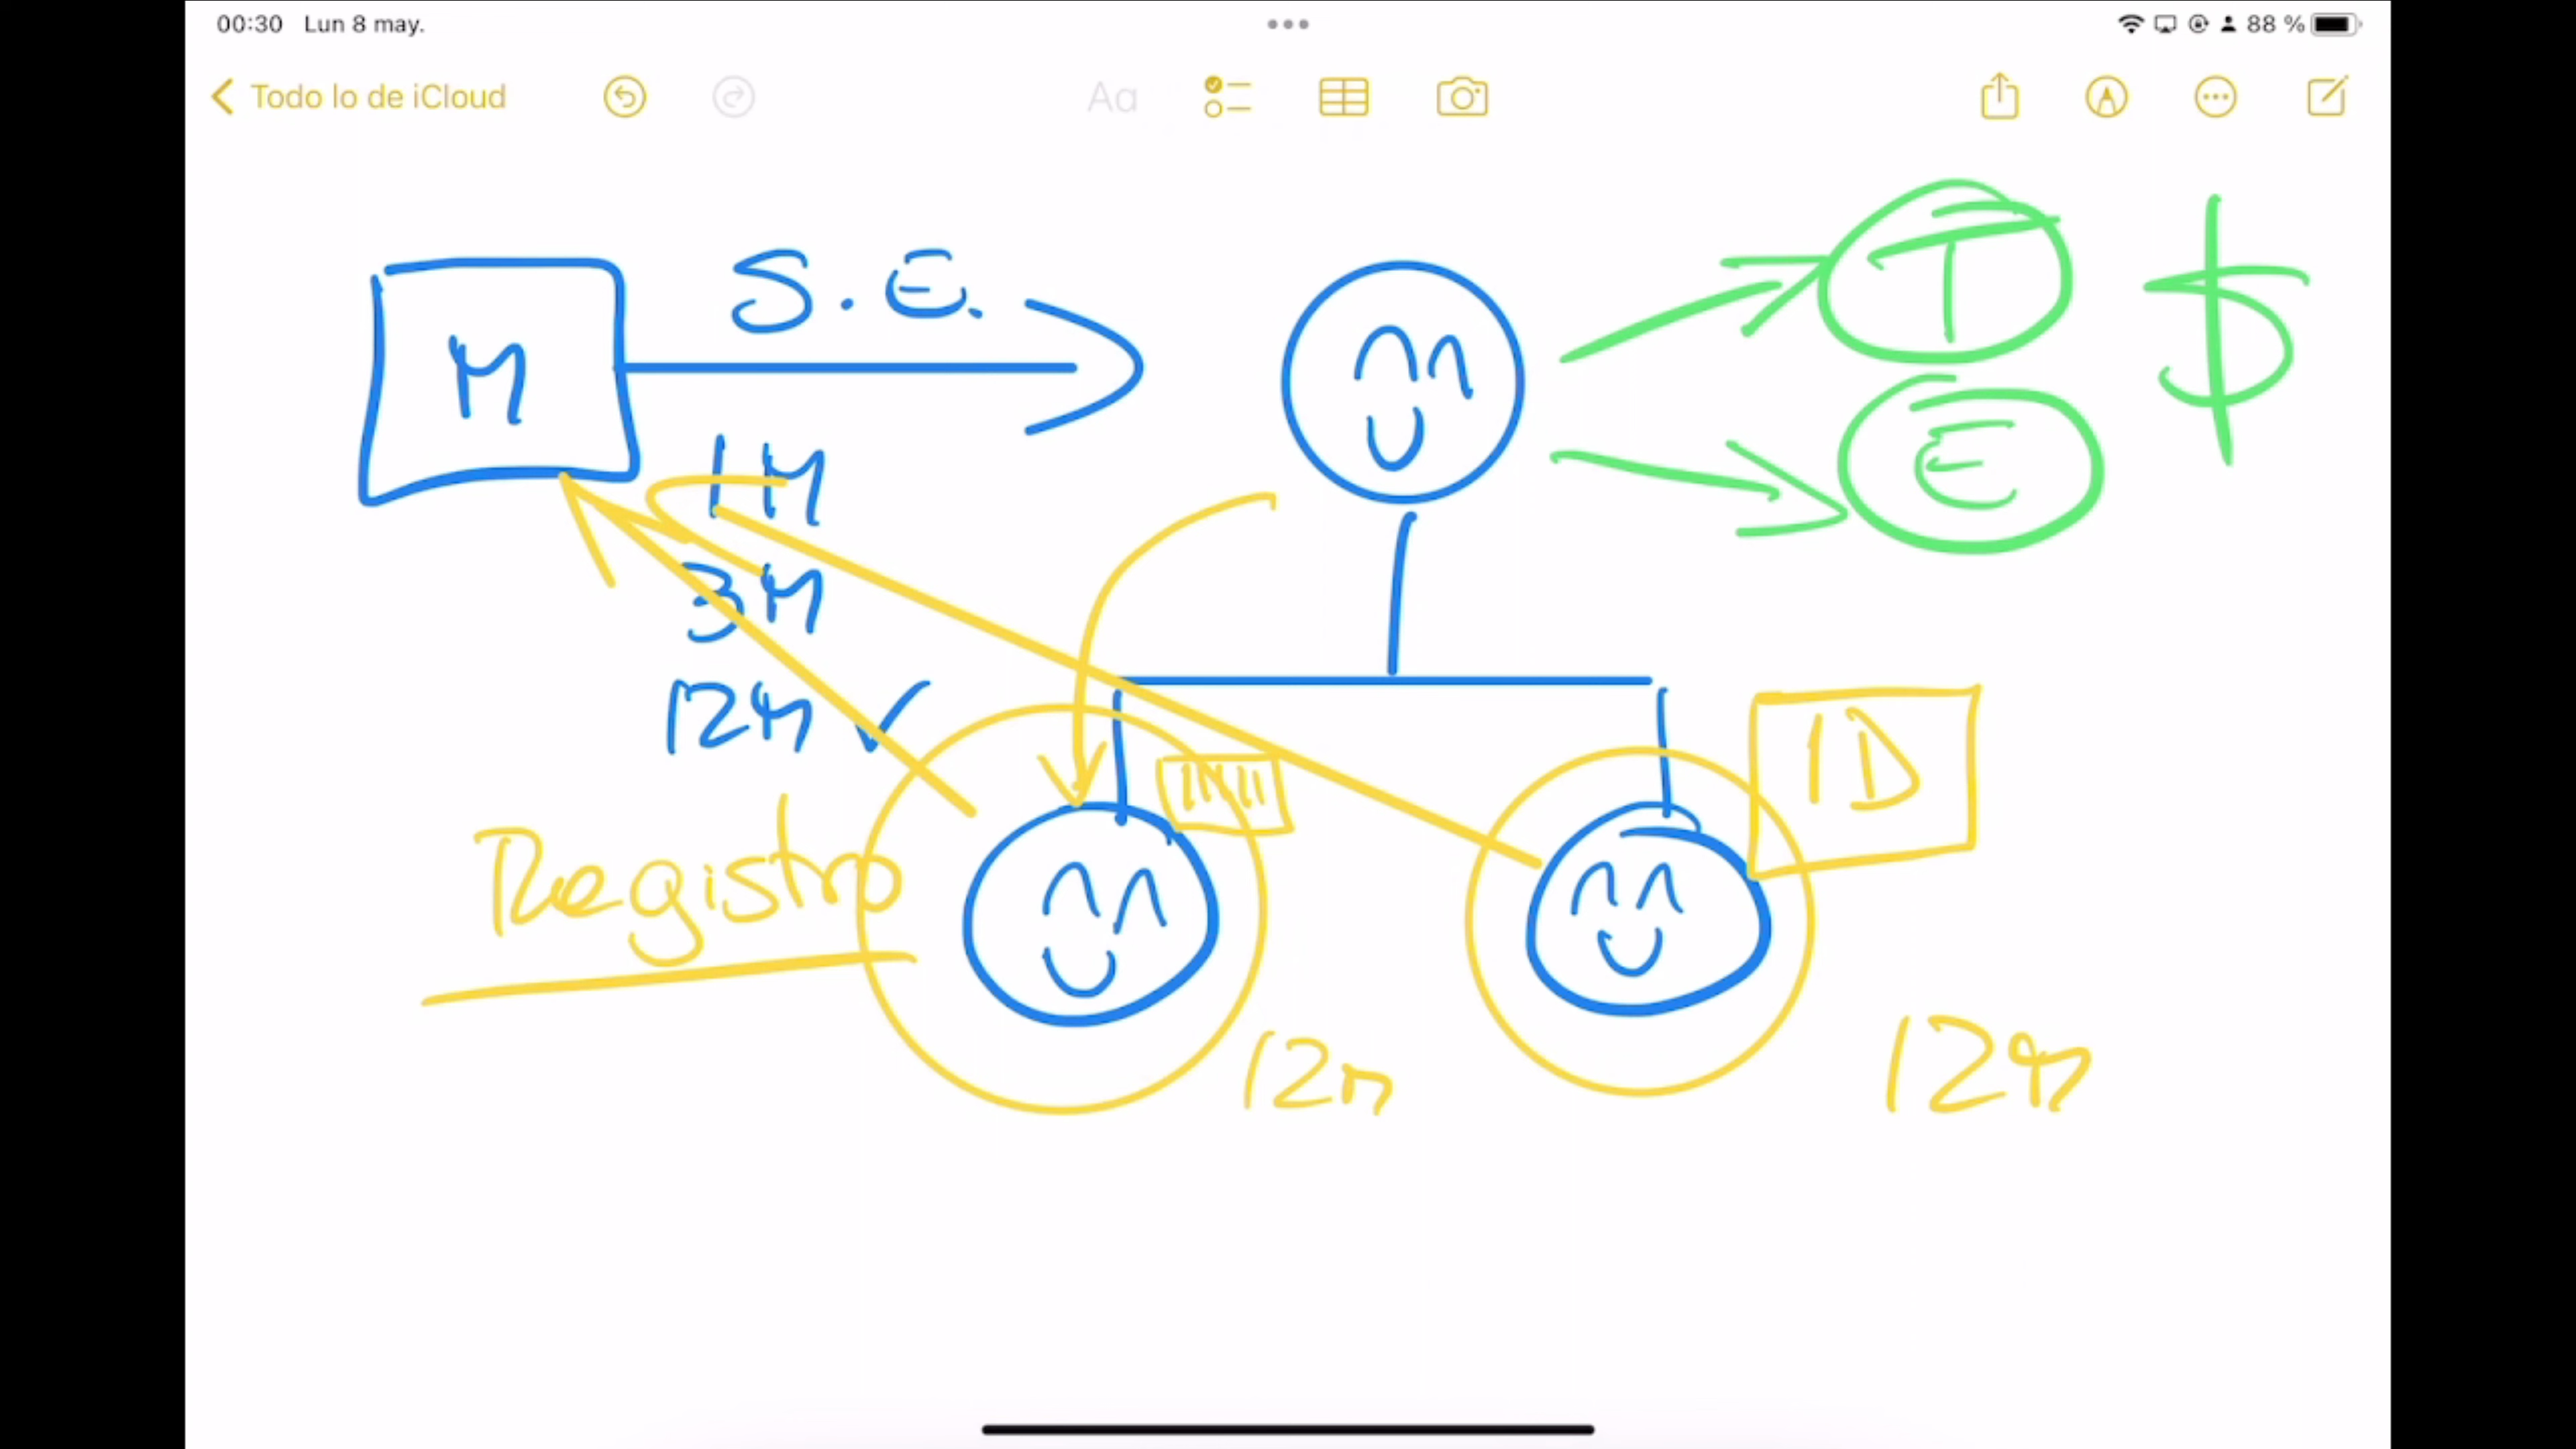 00:30 Lun 8 may.
88 %
Todo lo de iCloud
Aa
M
S.E.
T
$
E
1M
3M
12M
1D
Registro
12m
12m